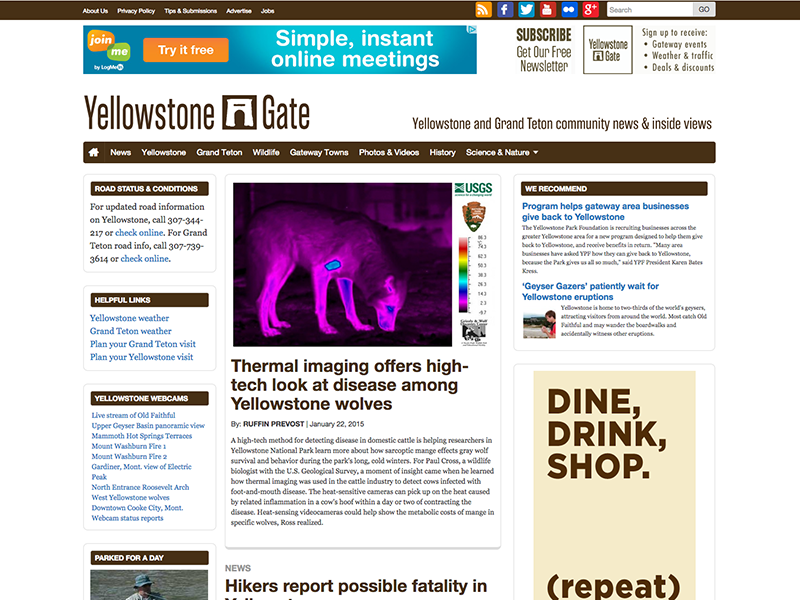 About Us Privacy Policy Tips & Submissions Advertise Jobs
Search GO
join me
by LogMeIn
Try it free
Simple, instant
online meetings
SUBSCRIBE
Get Our Free
Newsletter
Yellowstone
Gate
Sign up to receive:
• Gateway events
• Weather & traffic
• Deals & discounts
Yellowstone Gate
Yellowstone and Grand Teton community news & inside views
News Yellowstone Grand Teton Wildlife Gateway Towns Photos & Videos History Science & Nature
ROAD STATUS & CONDITIONS
For updated road information
on Yellowstone, call 307-344-
217 or check online. For Grand
Teton road info, call 307-739-
3614 or check online.
HELPFUL LINKS
Yellowstone weather
Grand Teton weather
Plan your Grand Teton visit
Plan your Yellowstone visit
YELLOWSTONE WEBCAMS
Live stream of Old Faithful
Upper Geyser Basin panoramic view
Mammoth Hot Springs Terraces
Mount Washburn Fire 1
Mount Washburn Fire 2
Gardiner, Mont. view of Electric
Peak
North Entrance Roosevelt Arch
West Yellowstone wolves
Downtown Cooke City, Mont.
Webcam status reports
PARKED FOR A DAY
USGS
Thermal imaging offers high-
tech look at disease among
Yellowstone wolves
By: RUFFIN PREVOST | January 22, 2015
A high-tech method for detecting disease in domestic cattle is helping researchers in
Yellowstone National Park learn more about how sarcoptic mange effects gray wolf
survival and behavior during the park's long, cold winters. For Paul Cross, a wildlife
biologist with the U.S. Geological Survey, a moment of insight came when he learned
how thermal imaging was used in the cattle industry to detect cows infected with
foot-and-mouth disease. The heat-sensitive cameras can pick up on the heat caused
by related inflammation in a cow's hoof within a day or two of contracting the
disease. Heat-sensing videocameras could help show the metabolic costs of mange in
specific wolves, Ross realized.
NEWS
Hikers report possible fatality in
WE RECOMMEND
Program helps gateway area businesses
give back to Yellowstone
The Yellowstone Park Foundation is recruiting businesses across the
greater Yellowstone area for a new program designed to help them give
back to Yellowstone, and receive benefits in return. "Many area
businesses have asked YPF how they can give back to Yellowstone,
because the Park gives us all so much," said YPF President Karen Bates
Kress.
'Geyser Gazers' patiently wait for
Yellowstone eruptions
Yellowstone is home to two-thirds of the world's geysers,
attracting visitors from around the world. Most catch Old
Faithful and may wander the boardwalks and
accidentally witness other eruptions.
DINE,
DRINK,
SHOP.
(repeat)